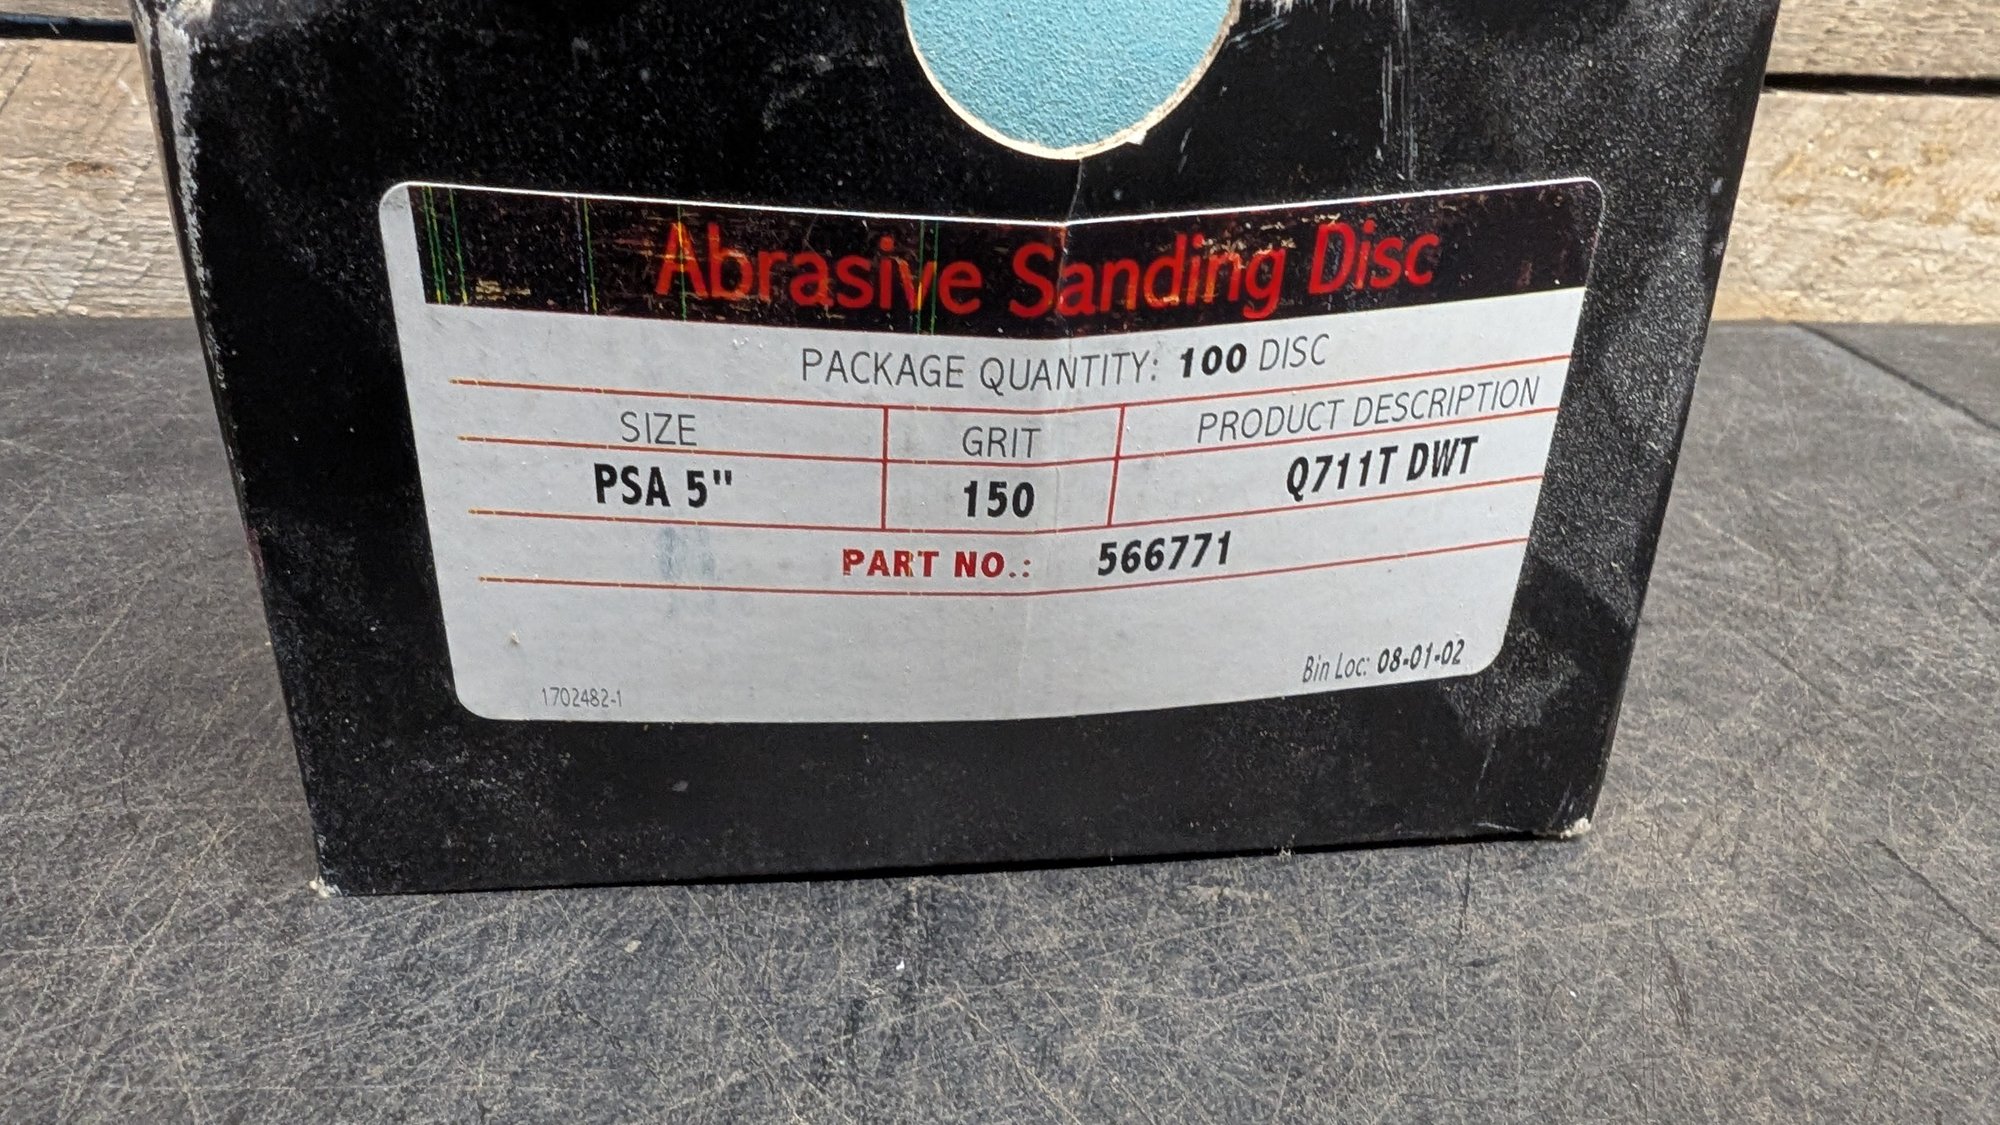 Abrasive Sanding Disc
PACKAGE QUANTITY: 100 DISC
SIZE GRIT PRODUCT DESCRIPTION
PSA 5" 150 Q711T DWT
PART NO.: 566771
Bin Loc: 08-01-02
1702482-1